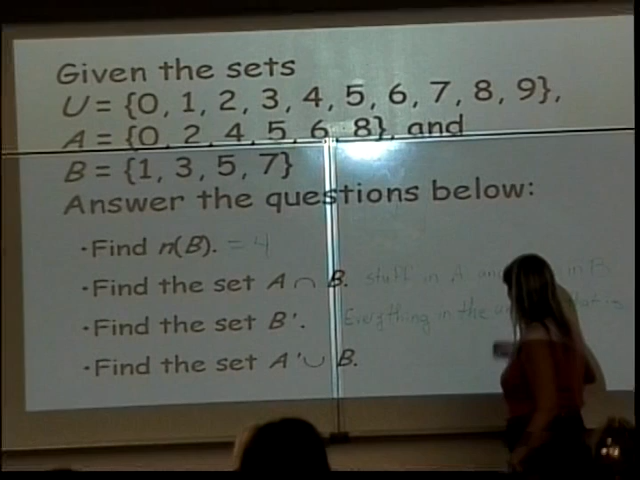 Given the sets
U = {0, 1, 2, 3, 4, 5, 6, 7, 8, 9},
A = {0, 2, 4, 5, 6, 8}, and
B = {1, 3, 5, 7}
Answer the questions below:
·Find n(B). = 4
·Find the set A ∩ B. stuff in A and in B
·Find the set B'. Everything in the
·Find the set A'∪ B.